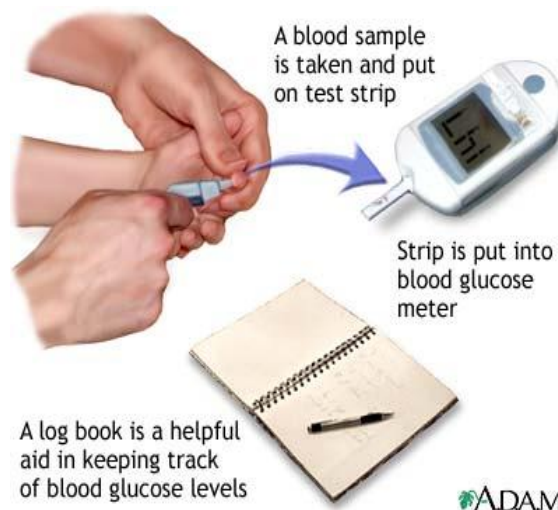 A blood sample
is taken and put
on test strip
Strip is put into
blood glucose
meter
A log book is a helpful
aid in keeping track
of blood glucose levels
A.D.A.M